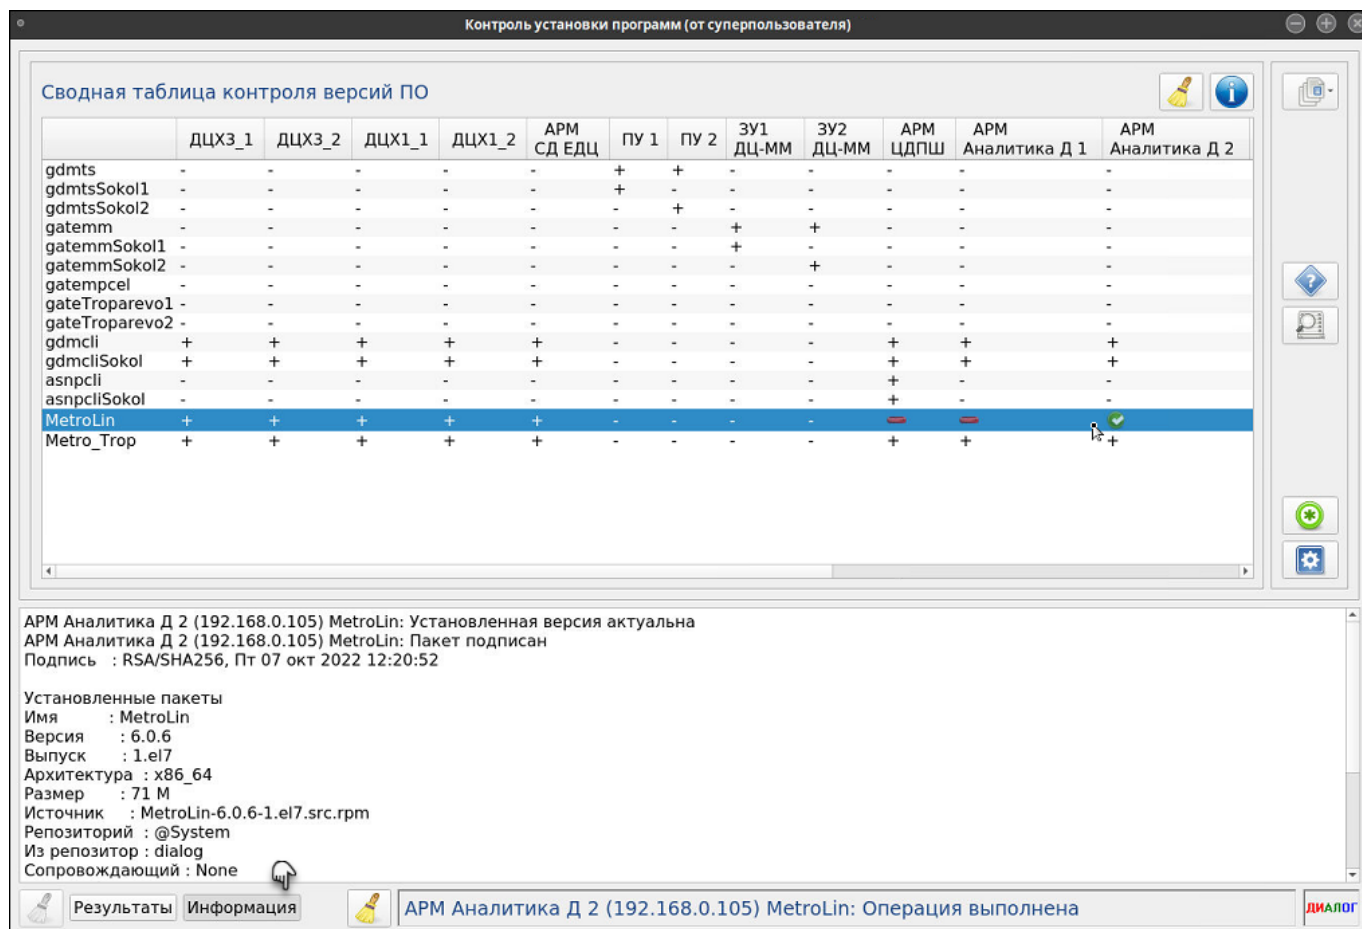 Контроль установки программ (от суперпользователя)
Сводная таблица контроля версий ПО
ДЦХ3_1 ДЦХ3_2 ДЦХ1_1 ДЦХ1_2 АРМ СД ЕДЦ ПУ 1 ПУ 2 ЗУ1 ДЦ-ММ ЗУ2 ДЦ-ММ АРМ ЦДПШ АРМ Аналитика Д 1 АРМ Аналитика Д 2
gdmts - - - - - + + - - - - -
gdmtsSokol1 - - - - - + - - - - - -
gdmtsSokol2 - - - - - - + - - - - -
gatemm - - - - - - - + + - - -
gatemmSokol1 - - - - - - - + - - - -
gatemmSokol2 - - - - - - - - + - - -
gatempcel - - - - - - - - - - - -
gateTroparevo1 - - - - - - - - - - - -
gateTroparevo2 - - - - - - - - - - - -
gdmcli + + + + + - - - - + + +
gdmcliSokol + + + + + - - - - + + +
asnpcli - - - - - - - - - + - -
asnpcliSokol - - - - - - - - - + - -
MetroLin + + + + + - - - -
Metro_Trop + + + + + - - - - + + +
АРМ Аналитика Д 2 (192.168.0.105) MetroLin: Установленная версия актуальна
АРМ Аналитика Д 2 (192.168.0.105) MetroLin: Пакет подписан
Подпись : RSA/SHA256, Пт 07 окт 2022 12:20:52
Установленные пакеты
Имя : MetroLin
Версия : 6.0.6
Выпуск : 1.el7
Архитектура : x86_64
Размер : 71 M
Источник : MetroLin-6.0.6-1.el7.src.rpm
Репозиторий : @System
Из репозитор : dialog
Сопровождающий : None
Результаты Информация АРМ Аналитика Д 2 (192.168.0.105) MetroLin: Операция выполнена ДИАЛОГ